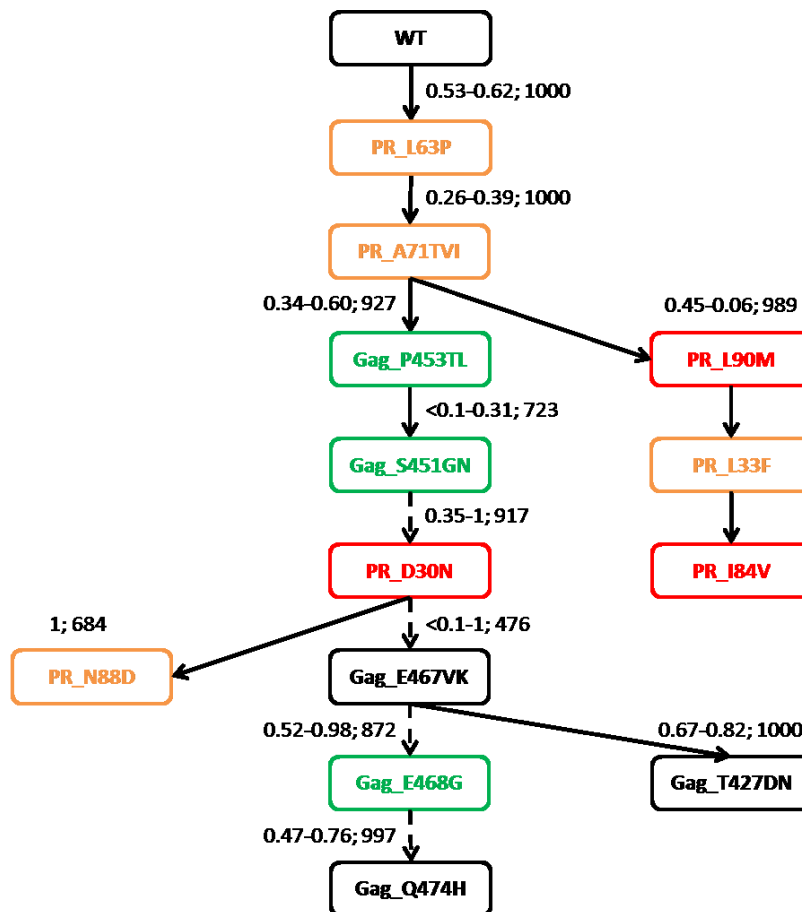 WT
0.53-0.62; 1000
PR_L63P
0.26-0.39; 1000
PR_A71TVI
0.34-0.60; 927
0.45-0.06; 989
Gag_P453TL
PR_L90M
<0.1-0.31; 723
Gag_S451GN
PR_L33F
0.35-1; 917
PR_D30N
PR_I84V
1; 684
<0.1-1; 476
PR_N88D
Gag_E467VK
0.52-0.98; 872
0.67-0.82; 1000
Gag_E468G
Gag_T427DN
0.47-0.76; 997
Gag_Q474H